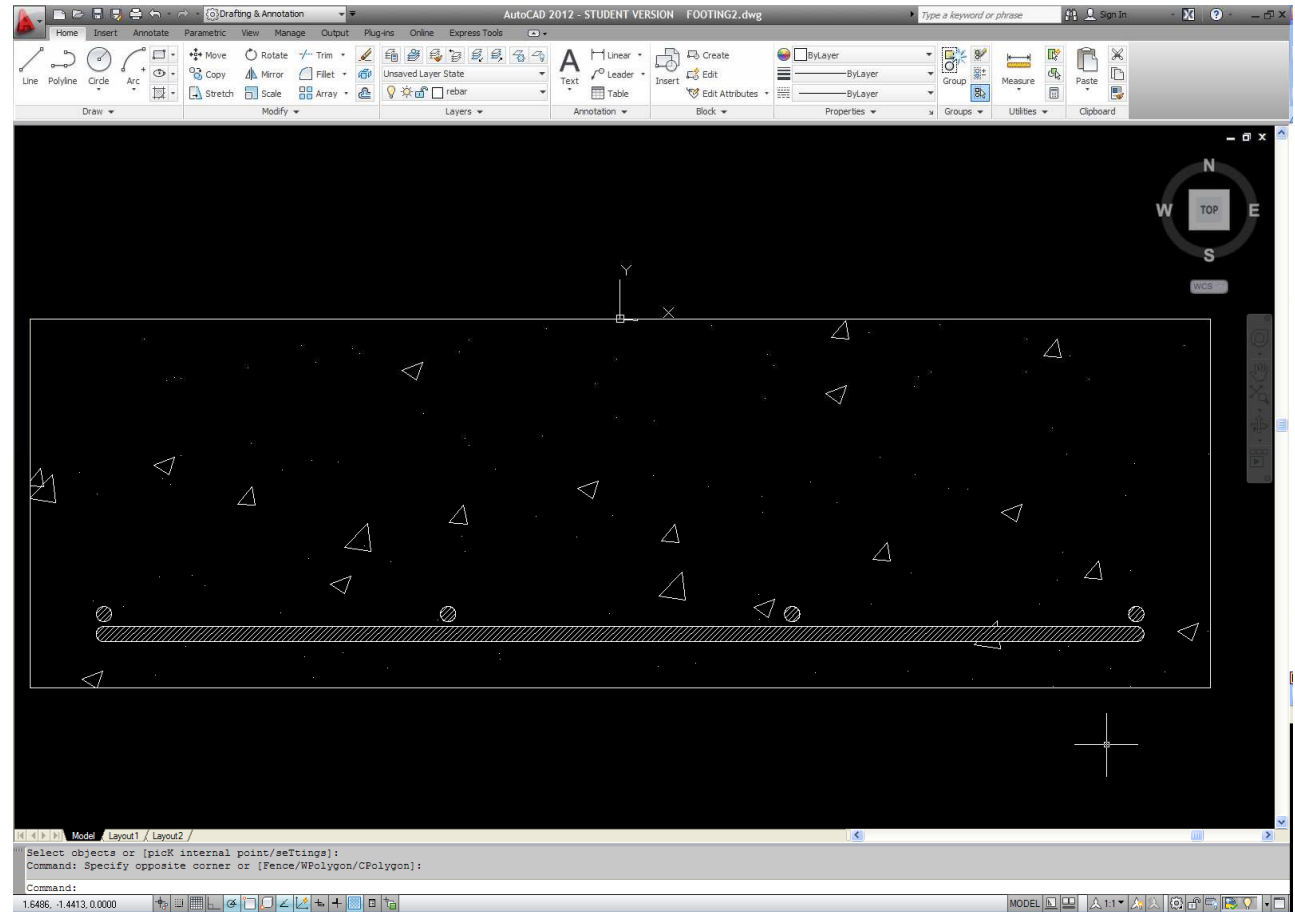 Drafting & Annotation
AutoCAD 2012 - STUDENT VERSION FOOTING2.dwg
Type a keyword or phrase
Sign In
Home Insert Annotate Parametric View Manage Output Plug-ins Online Express Tools
Line Polyline Circle Arc
Move Rotate Trim
Copy Mirror Fillet
Stretch Scale Array
Unsaved Layer State
rebar
Text
Linear
Leader
Table
Insert
Create
Edit
Edit Attributes
ByLayer
ByLayer
ByLayer
Group
Measure
Paste
Draw Modify Layers Annotation Block Properties Groups Utilities Clipboard
N
W TOP E
S
WCS
Y
X
Model Layout1 Layout2
Select objects or [picK internal point/seTtings]:
Command: Specify opposite corner or [Fence/WPolygon/CPolygon]:
Command:
1.6486, -1.4413, 0.0000
MODEL
1:1